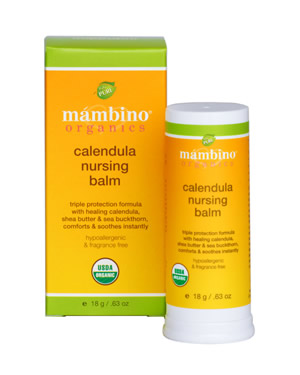 PURE
mambino®
organics
calendula
nursing
balm
triple protection formula
with healing calendula,
shea butter & sea buckthorn,
comforts & soothes instantly
hypoallergenic
& fragrance free
USDA
ORGANIC
e 18 g / .63 oz
PURE
mambino®
organics
calendula
nursing
balm
triple protection formula
with healing calendula,
shea butter & sea buckthorn,
comforts & soothes instantly
hypoallergenic
& fragrance free
USDA
ORGANIC
e 18 g / .63 oz